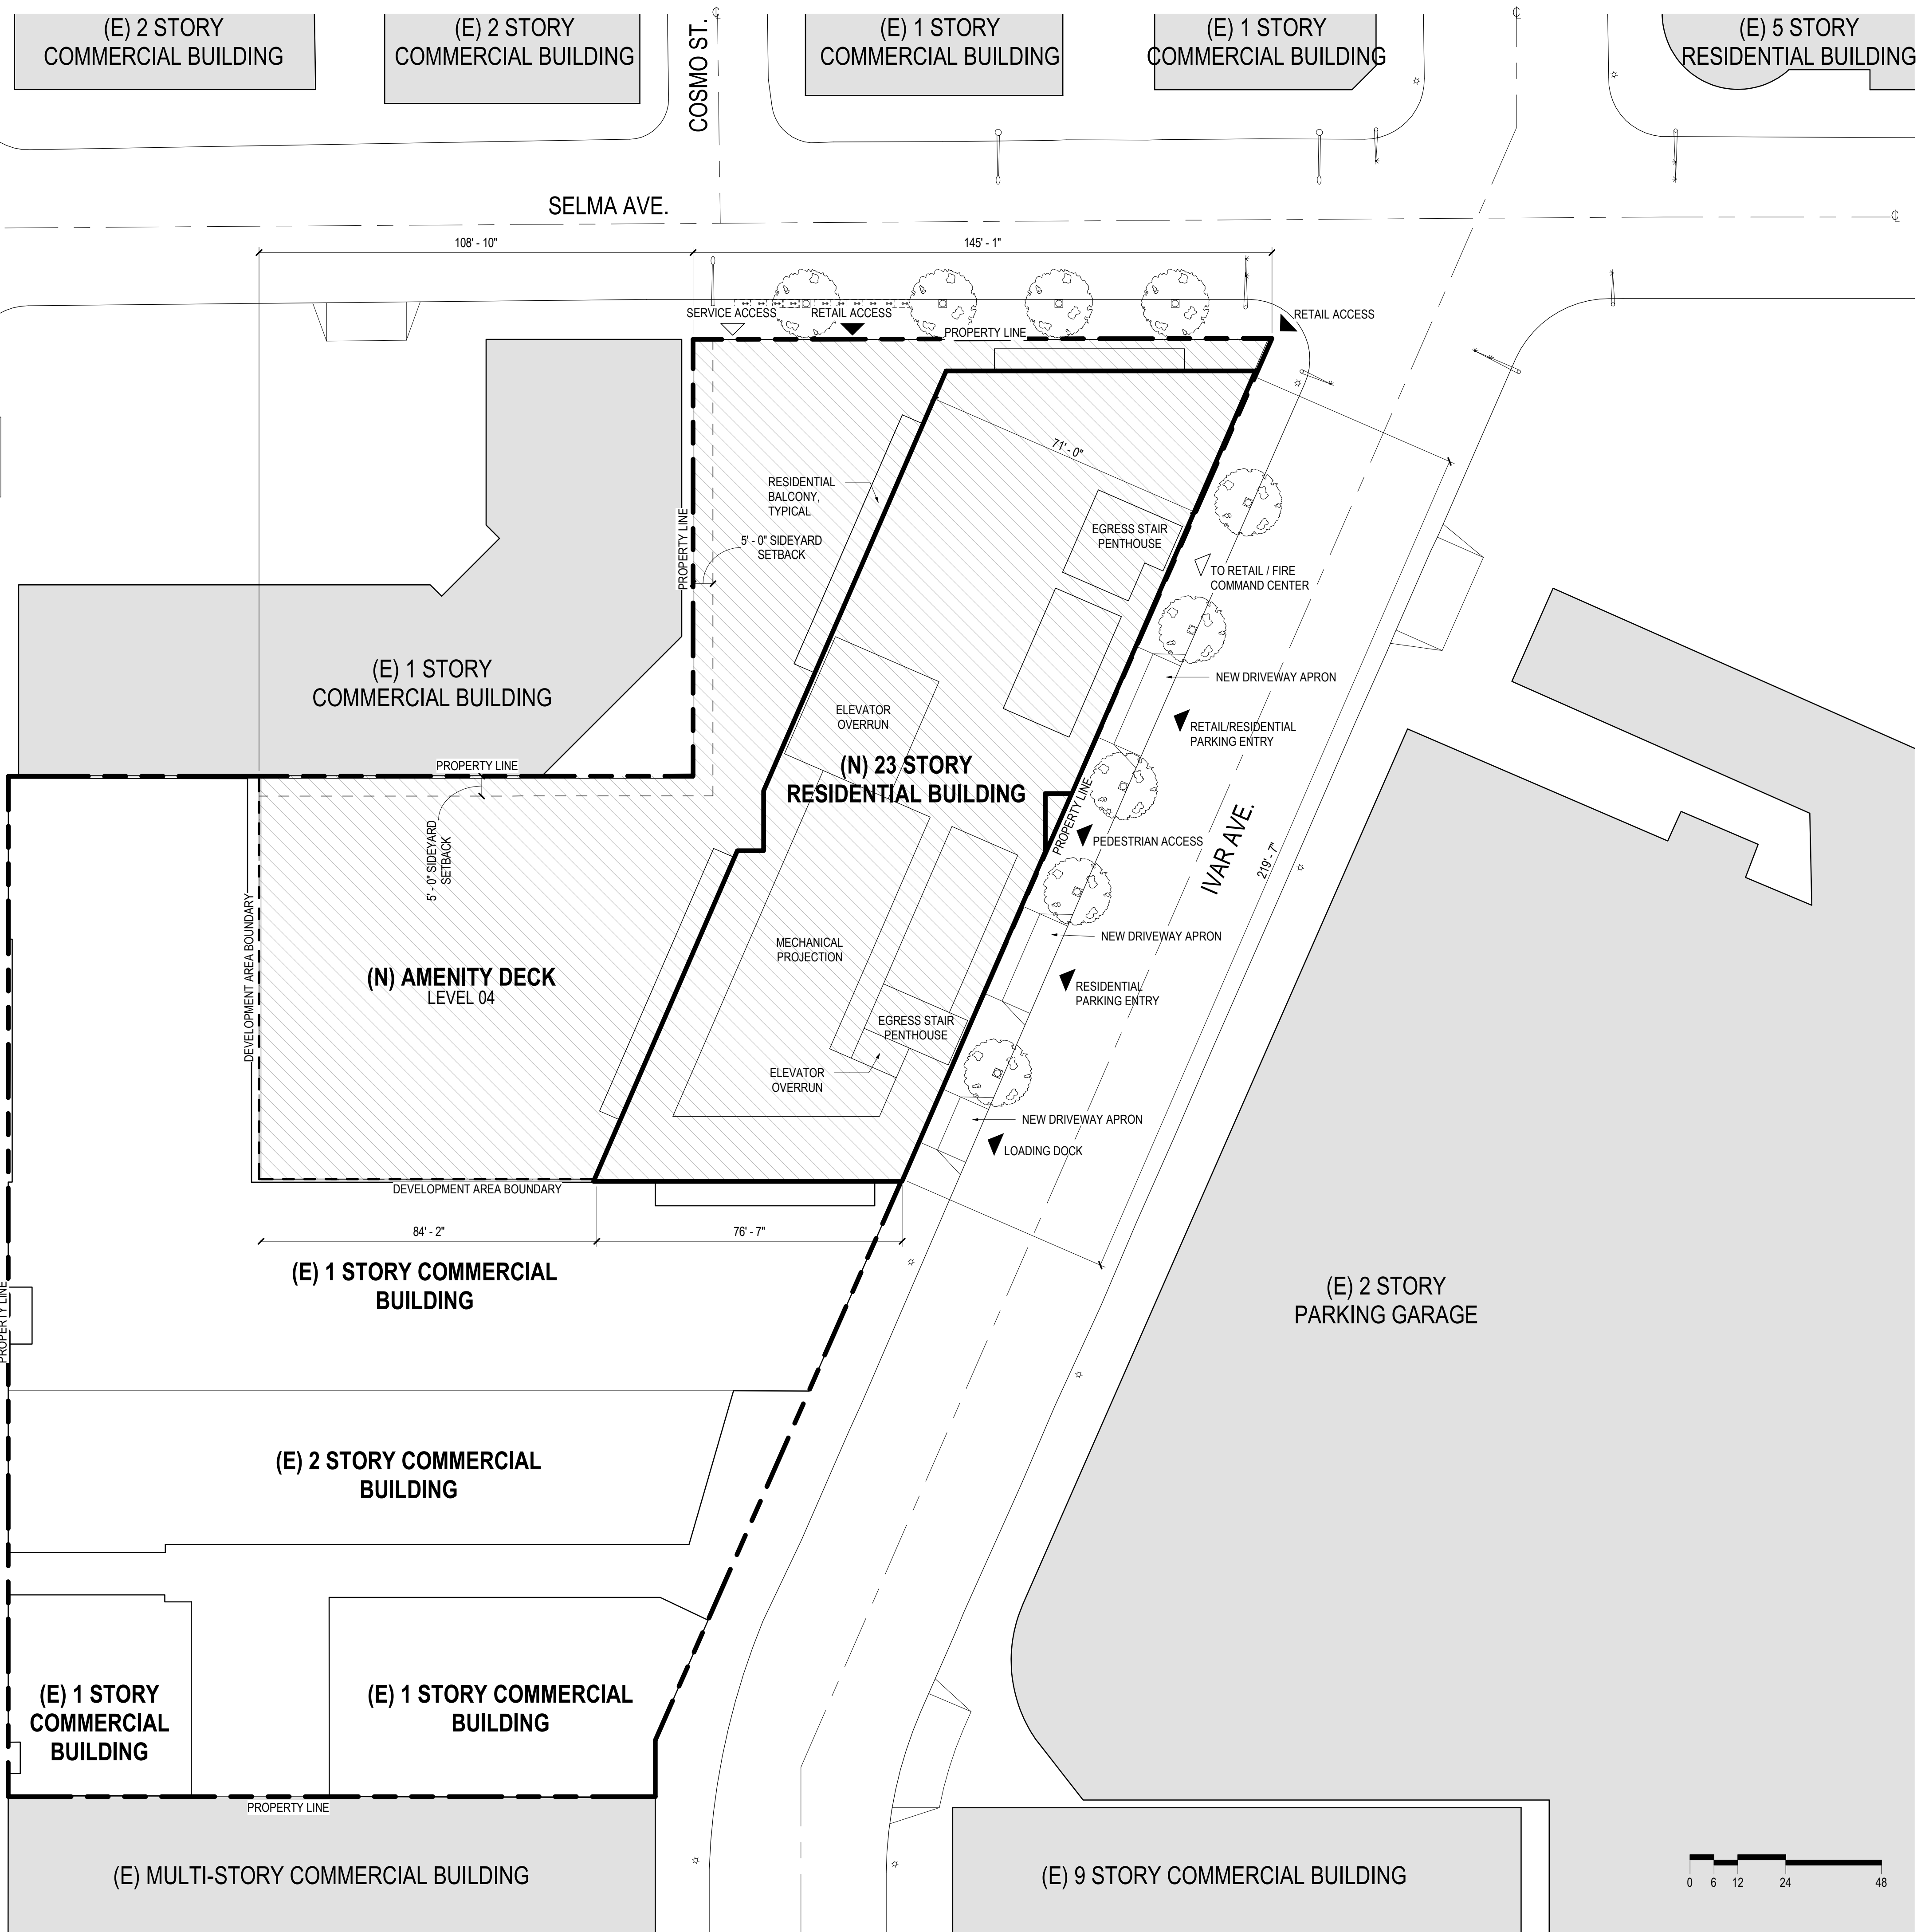 (E) 2 STORY
COMMERCIAL BUILDING
(E) 2 STORY
COMMERCIAL BUILDING
COSMO ST.
(E) 1 STORY
COMMERCIAL BUILDING
(E) 1 STORY
COMMERCIAL BUILDING
(E) 5 STORY
RESIDENTIAL BUILDING
SELMA AVE.
108' - 10"
145' - 1"
SERVICE ACCESS
RETAIL ACCESS
PROPERTY LINE
RETAIL ACCESS
71' - 0"
RESIDENTIAL
BALCONY,
TYPICAL
PROPERTY LINE
5' - 0" SIDEYARD
SETBACK
EGRESS STAIR
PENTHOUSE
TO RETAIL / FIRE
COMMAND CENTER
(E) 1 STORY
COMMERCIAL BUILDING
NEW DRIVEWAY APRON
ELEVATOR
OVERRUN
RETAIL/RESIDENTIAL
PARKING ENTRY
PROPERTY LINE
(N) 23 STORY
RESIDENTIAL BUILDING
PROPERTY LINE
PEDESTRIAN ACCESS
IVAR AVE.
219' - 7"
5' - 0" SIDEYARD
SETBACK
DEVELOPMENT AREA BOUNDARY
MECHANICAL
PROJECTION
NEW DRIVEWAY APRON
(N) AMENITY DECK
LEVEL 04
RESIDENTIAL
PARKING ENTRY
EGRESS STAIR
PENTHOUSE
ELEVATOR
OVERRUN
NEW DRIVEWAY APRON
LOADING DOCK
DEVELOPMENT AREA BOUNDARY
84' - 2"
76' - 7"
(E) 1 STORY COMMERCIAL
BUILDING
PROPERTY LINE
(E) 2 STORY
PARKING GARAGE
(E) 2 STORY COMMERCIAL
BUILDING
(E) 1 STORY
COMMERCIAL
BUILDING
(E) 1 STORY COMMERCIAL
BUILDING
PROPERTY LINE
(E) MULTI-STORY COMMERCIAL BUILDING
(E) 9 STORY COMMERCIAL BUILDING
0 6 12 24 48